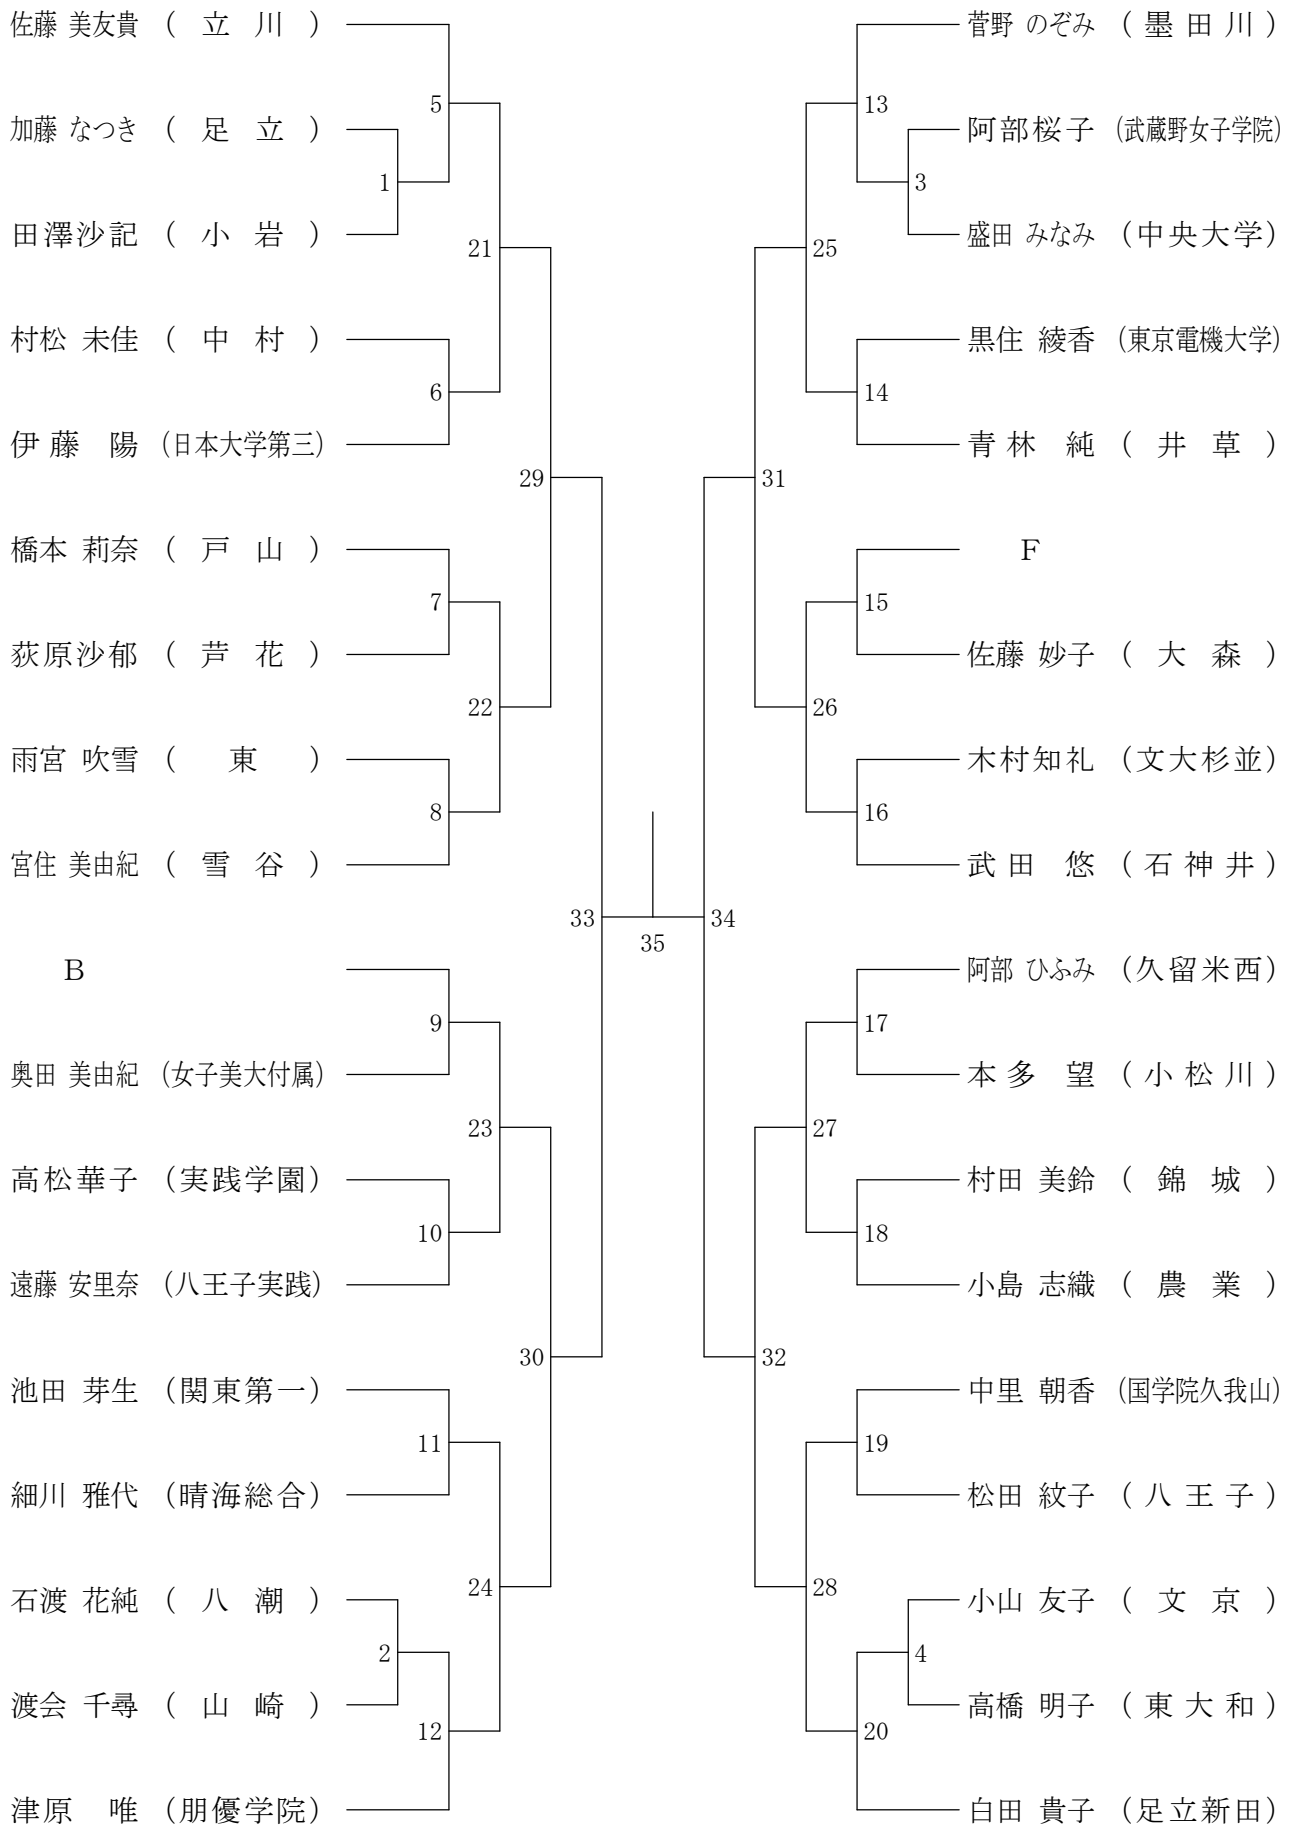 佐藤 美友貴 ( 立 川 )
5
加藤 なつき ( 足 立 )
1
田澤沙記 ( 小 岩 )
21
村松 未佳 ( 中 村 )
6
伊藤 陽 (日本大学第三)
29
橋本 莉奈 ( 戸 山 )
7
荻原沙郁 ( 芦 花 )
22
雨宮 吹雪 ( 東 )
8
宮住 美由紀 ( 雪 谷 )
33
B
9
奥田 美由紀 (女子美大付属)
23
高松華子 (実践学園)
10
遠藤 安里奈 (八王子実践)
30
池田 芽生 (関東第一)
11
細川 雅代 (晴海総合)
24
石渡 花純 ( 八 潮 )
2
渡会 千尋 ( 山 崎 )
12
津原 唯 (朋優学院)
35
菅野 のぞみ ( 墨 田 川 )
13
阿部桜子 (武蔵野女子学院)
3
盛田 みなみ (中央大学)
25
黒住 綾香 (東京電機大学)
14
青林 純 ( 井 草 )
31
F
15
佐藤 妙子 ( 大 森 )
26
木村知礼 (文大杉並)
16
武田 悠 ( 石 神 井 )
34
阿部 ひふみ (久留米西)
17
本多 望 ( 小 松 川 )
27
村田 美鈴 ( 錦 城 )
18
小島 志織 ( 農 業 )
32
中里 朝香 (国学院久我山)
19
松田 紋子 ( 八 王 子 )
28
小山 友子 ( 文 京 )
4
高橋 明子 ( 東 大 和 )
20
白田 貴子 (足立新田)